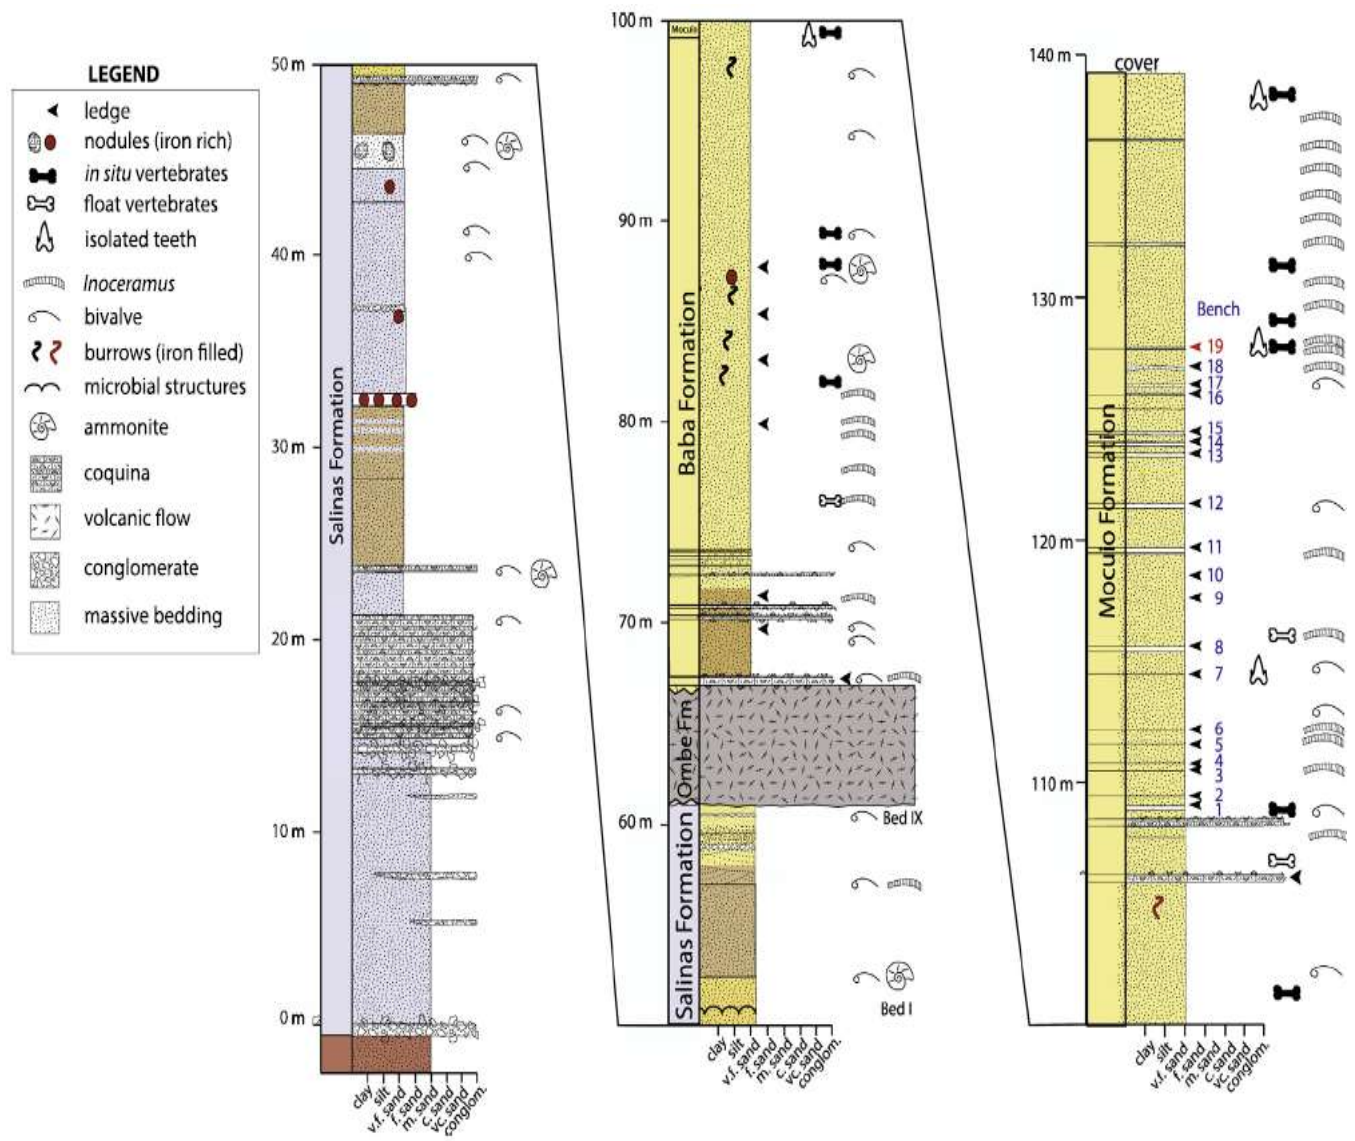 LEGEND
ledge
nodules (iron rich)
in situ vertebrates
float vertebrates
isolated teeth
Inoceramus
bivalve
burrows (iron filled)
microbial structures
ammonite
coquina
volcanic flow
conglomerate
massive bedding
50 m
40 m
30 m
20 m
10 m
0 m
Salinas Formation
clay
silt
v.f. sand
f. sand
m. sand
c. sand
vc. sand
conglom.
100 m
90 m
80 m
70 m
60 m
Mocuio
Baba Formation
Ombe Fm
Salinas Formation
Bed IX
Bed I
clay
silt
v.f. sand
f. sand
m. sand
c. sand
vc. sand
conglom.
140 m
130 m
120 m
110 m
cover
Mocuio Formation
Bench
19
18
17
16
15
14
13
12
11
10
9
8
7
6
5
4
3
2
1
clay
silt
v.f. sand
f. sand
m. sand
c. sand
vc. sand
conglom.